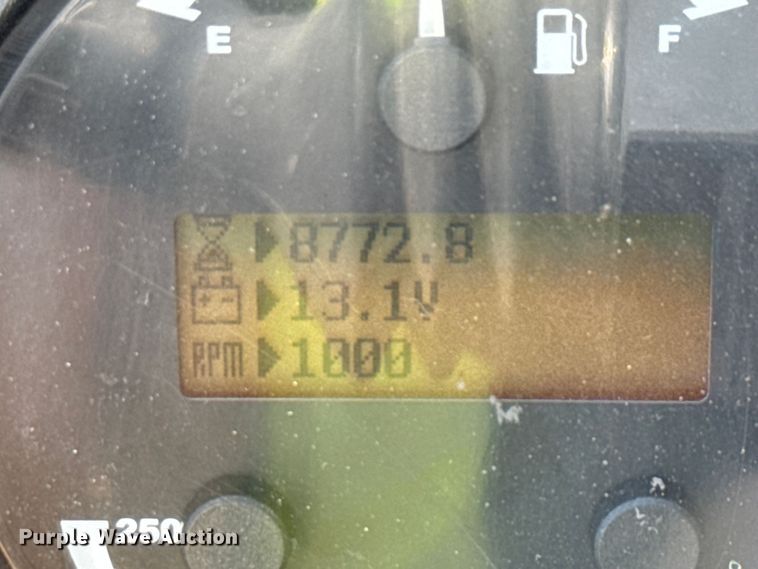 E F
8772.8
13.1V
RPM 1000
250
Purple Wave Auction